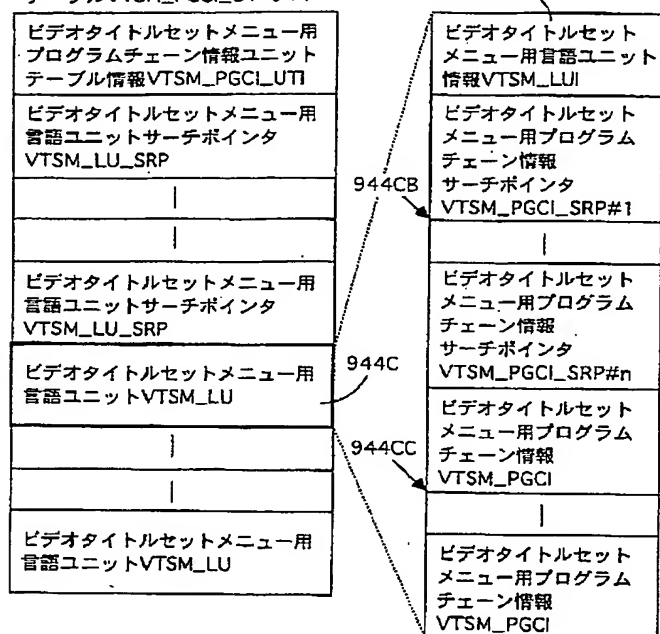 ビデオタイトルセットメニュー用
プログラムチェーン情報ユニット
テーブル情報VTSM_PGCI_UTI
ビデオタイトルセットメニュー用
言語ユニットサーチポインタ
VTSM_LU_SRP
ビデオタイトルセットメニュー用
言語ユニットサーチポインタ
VTSM_LU_SRP
ビデオタイトルセットメニュー用
言語ユニットVTSM_LU
ビデオタイトルセットメニュー用
言語ユニットVTSM_LU
944CB
944C
944CC
ビデオタイトルセット
メニュー用言語ユニット
情報VTSM_LUI
ビデオタイトルセット
メニュー用プログラム
チェーン情報
サーチポインタ
VTSM_PGCI_SRP#1
ビデオタイトルセット
メニュー用プログラム
チェーン情報
サーチポインタ
VTSM_PGCI_SRP#n
ビデオタイトルセット
メニュー用プログラム
チェーン情報
VTSM_PGCI
ビデオタイトルセット
メニュー用プログラム
チェーン情報
VTSM_PGCI